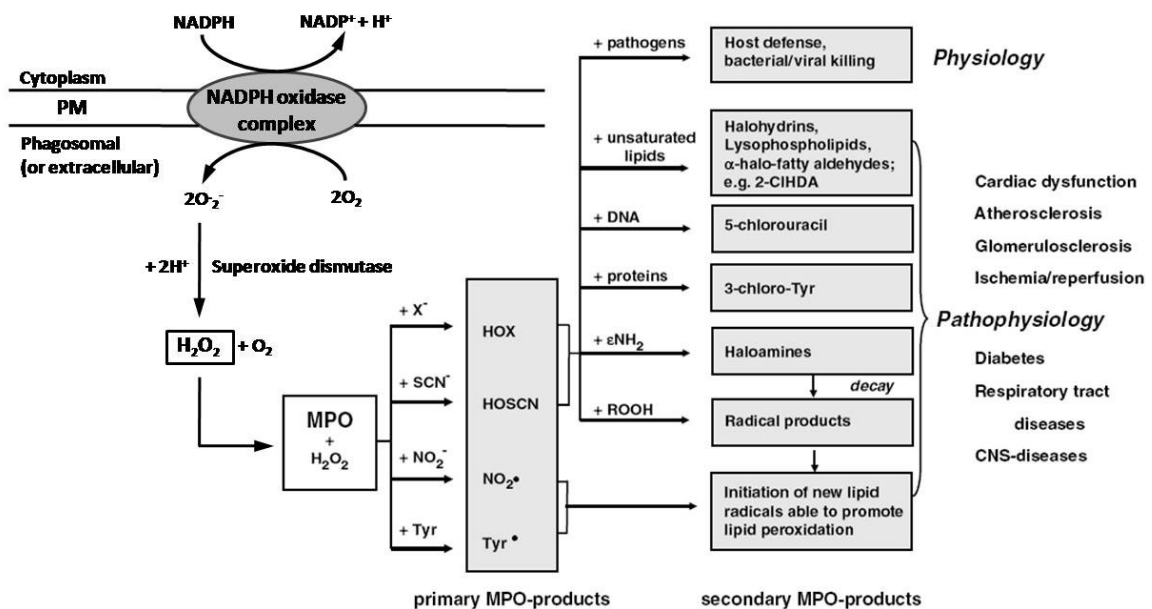 NADPH
NADP⁺ + H⁺
Cytoplasm
PM
NADPH oxidase
complex
Phagosomal
(or extracellular)
2O₂⁻
2O₂
+ 2H⁺
Superoxide dismutase
H₂O₂ + O₂
MPO
+
H₂O₂
+ X⁻
+ SCN⁻
+ NO₂⁻
+ Tyr
HOX
HOSCN
NO₂•
Tyr •
primary MPO-products
+ pathogens
+ unsaturated
lipids
+ DNA
+ proteins
+ εNH₂
+ ROOH
Host defense,
bacterial/viral killing
Halohydrins,
Lysophospholipids,
α-halo-fatty aldehydes;
e.g. 2-ClHDA
5-chlorouracil
3-chloro-Tyr
Haloamines
decay
Radical products
Initiation of new lipid
radicals able to promote
lipid peroxidation
secondary MPO-products
Physiology
Cardiac dysfunction
Atherosclerosis
Glomerulosclerosis
Ischemia/reperfusion
Pathophysiology
Diabetes
Respiratory tract
diseases
CNS-diseases